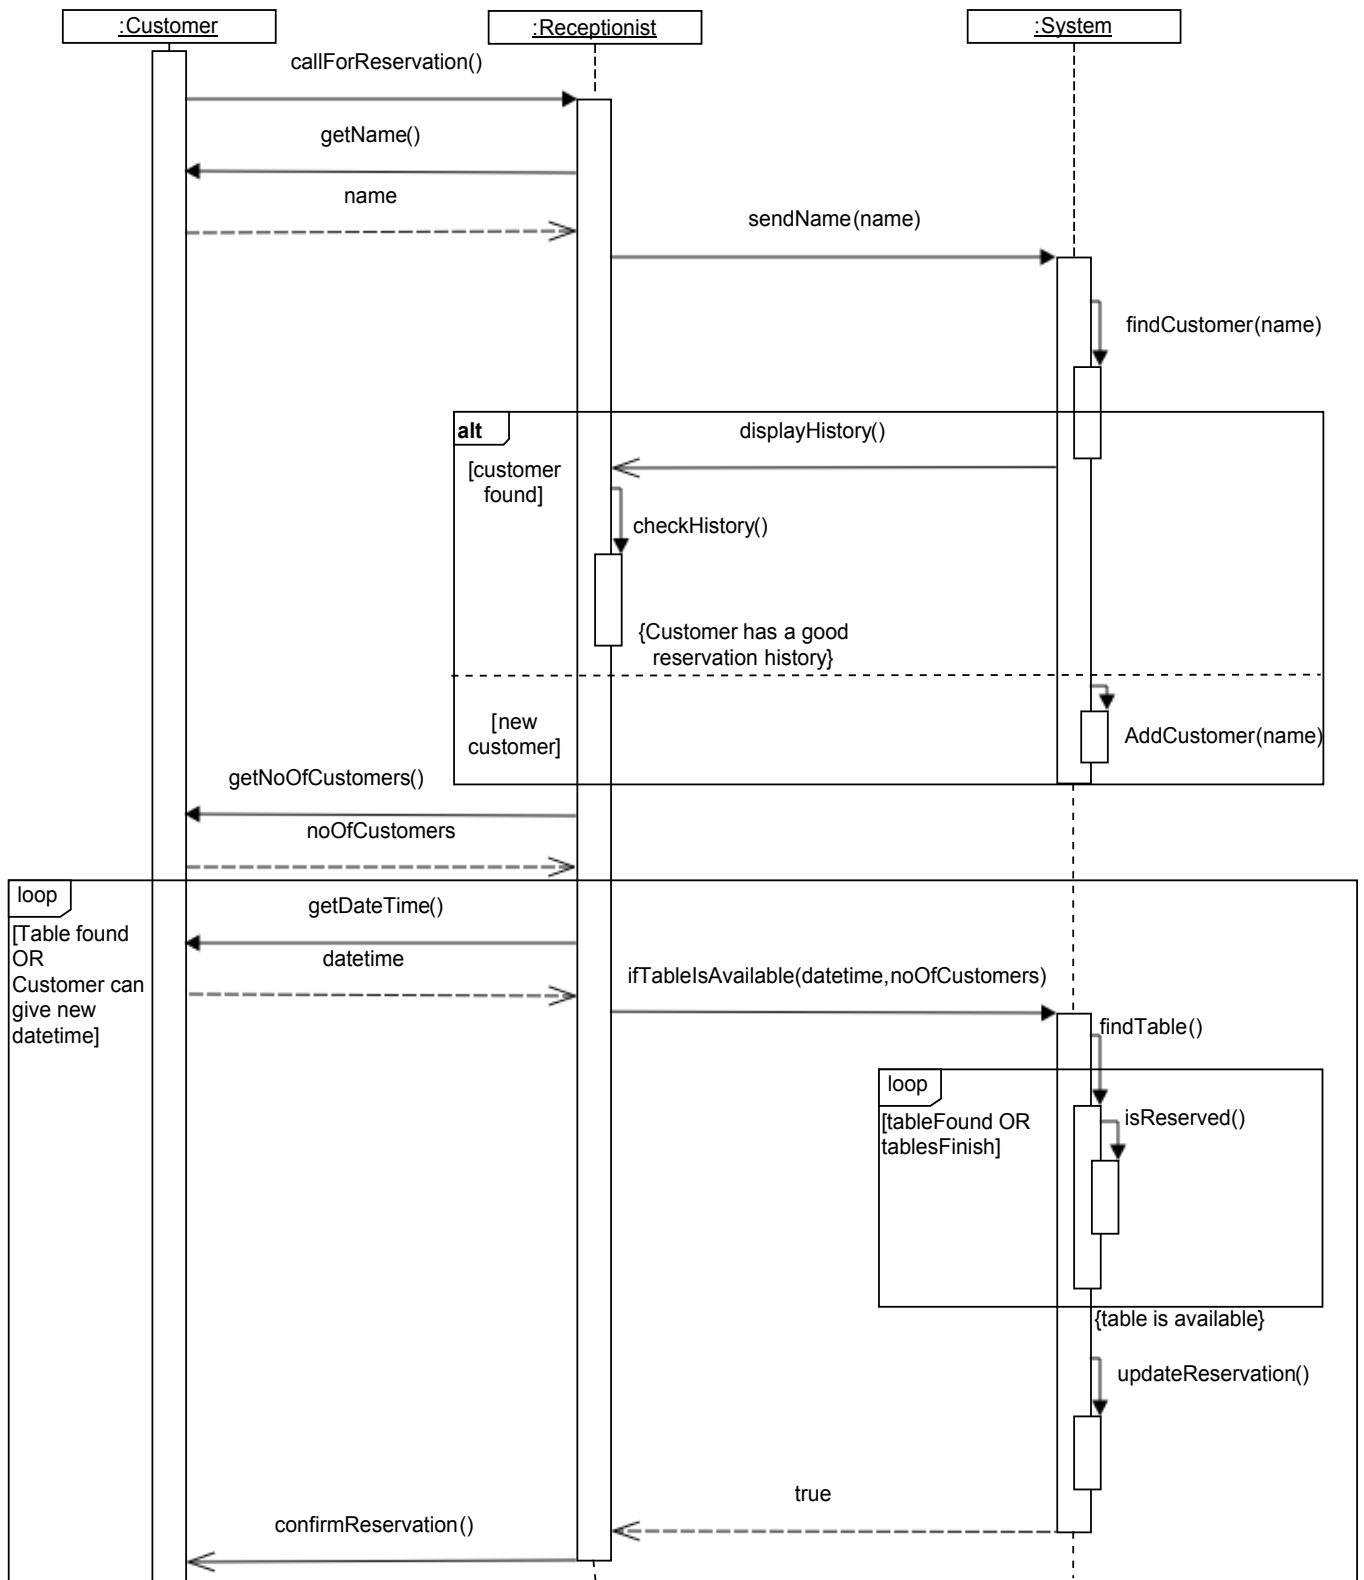 :Customer
:Receptionist
:System
callForReservation()
getName()
name
sendName(name)
findCustomer(name)
alt
displayHistory()
[customer
found]
checkHistory()
{Customer has a good
reservation history}
[new
customer]
AddCustomer(name)
getNoOfCustomers()
noOfCustomers
loop
getDateTime()
[Table found
OR
Customer can
give new
datetime]
datetime
ifTableIsAvailable(datetime,noOfCustomers)
findTable()
loop
[tableFound OR
tablesFinish]
isReserved()
{table is available}
updateReservation()
true
confirmReservation()